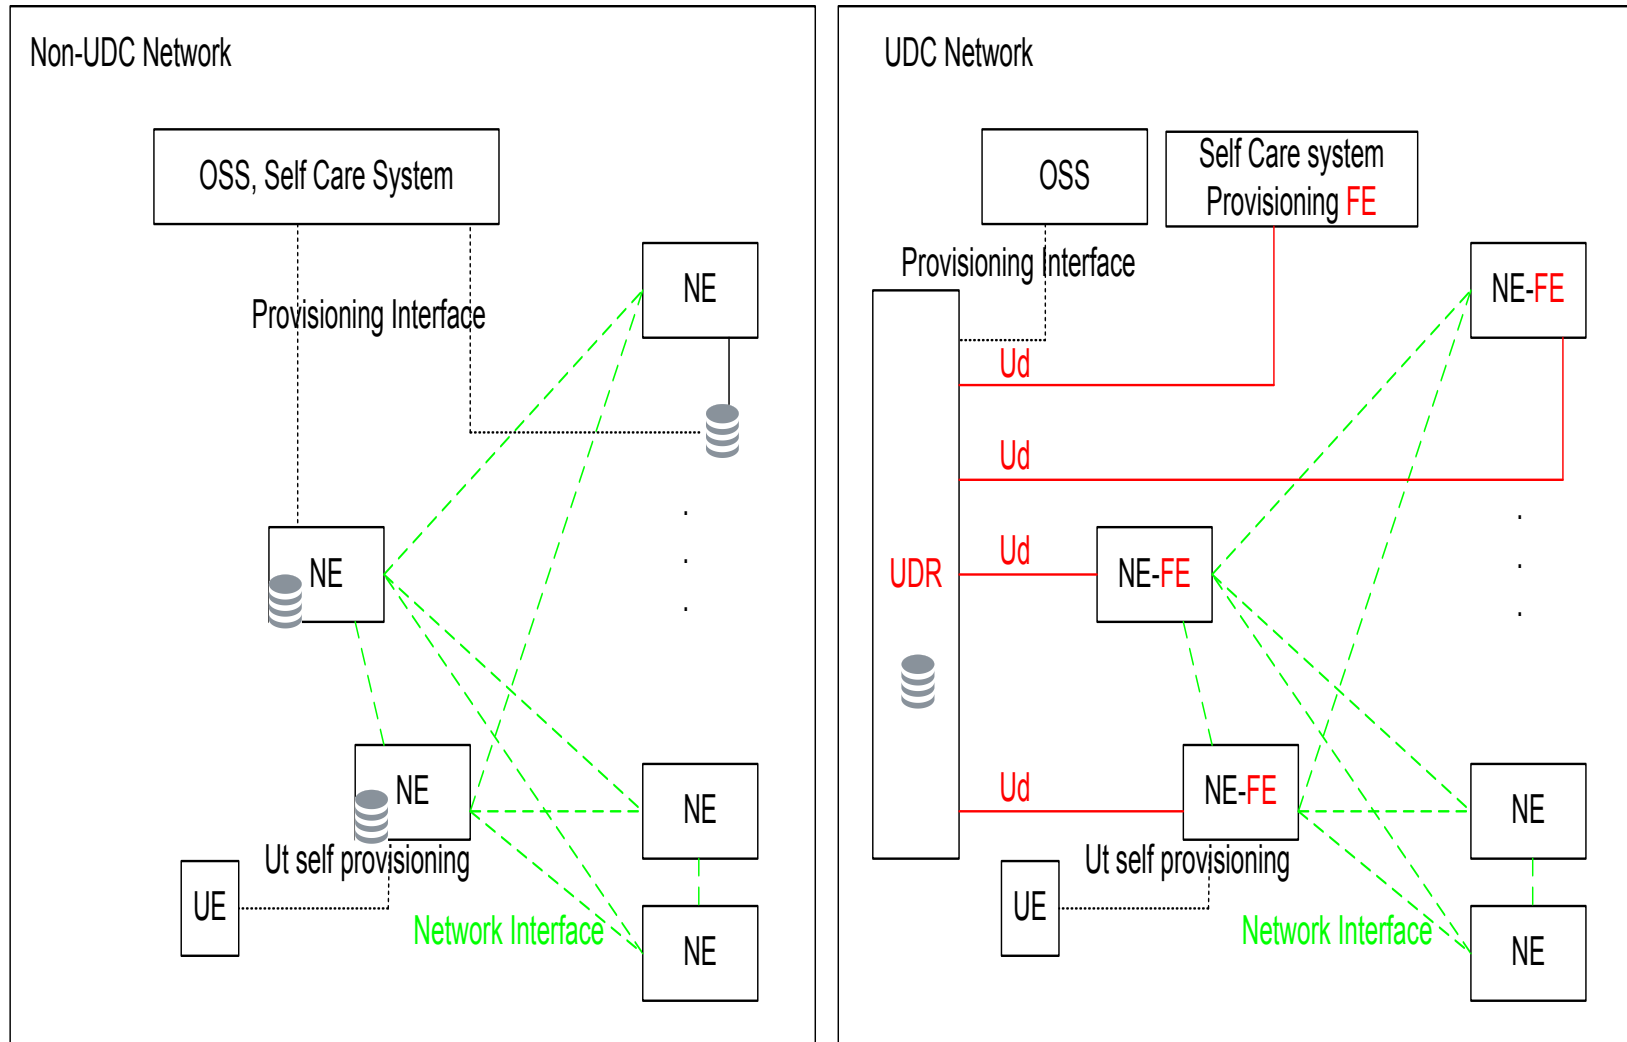 Non-UDC Network
OSS, Self Care System
NE
Provisioning Interface
.
.
.
NE
NE
NE
Ut self provisioning
UE
Network Interface
NE
UDC Network
OSS
Self Care system
Provisioning FE
Provisioning Interface
NE-FE
Ud
Ud
.
.
.
Ud
UDR
NE-FE
Ud
NE-FE
NE
Ut self provisioning
UE
Network Interface
NE